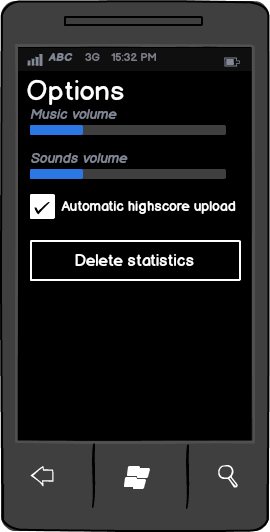 ABC 3G 15:32 PM
Options
Music volume
Sounds volume
Automatic highscore upload
Delete statistics